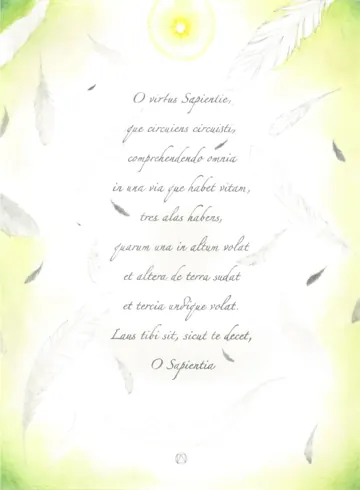 O virtus Sapientie,
que circuiens circuisti,
comprehendendo omnia
in una via que habet vitam,
tres alas habens,
quarum una in altum volat
et altera de terra sudat
et tercia undique volat.
Laus tibi sit, sicut te decet,
O Sapientia